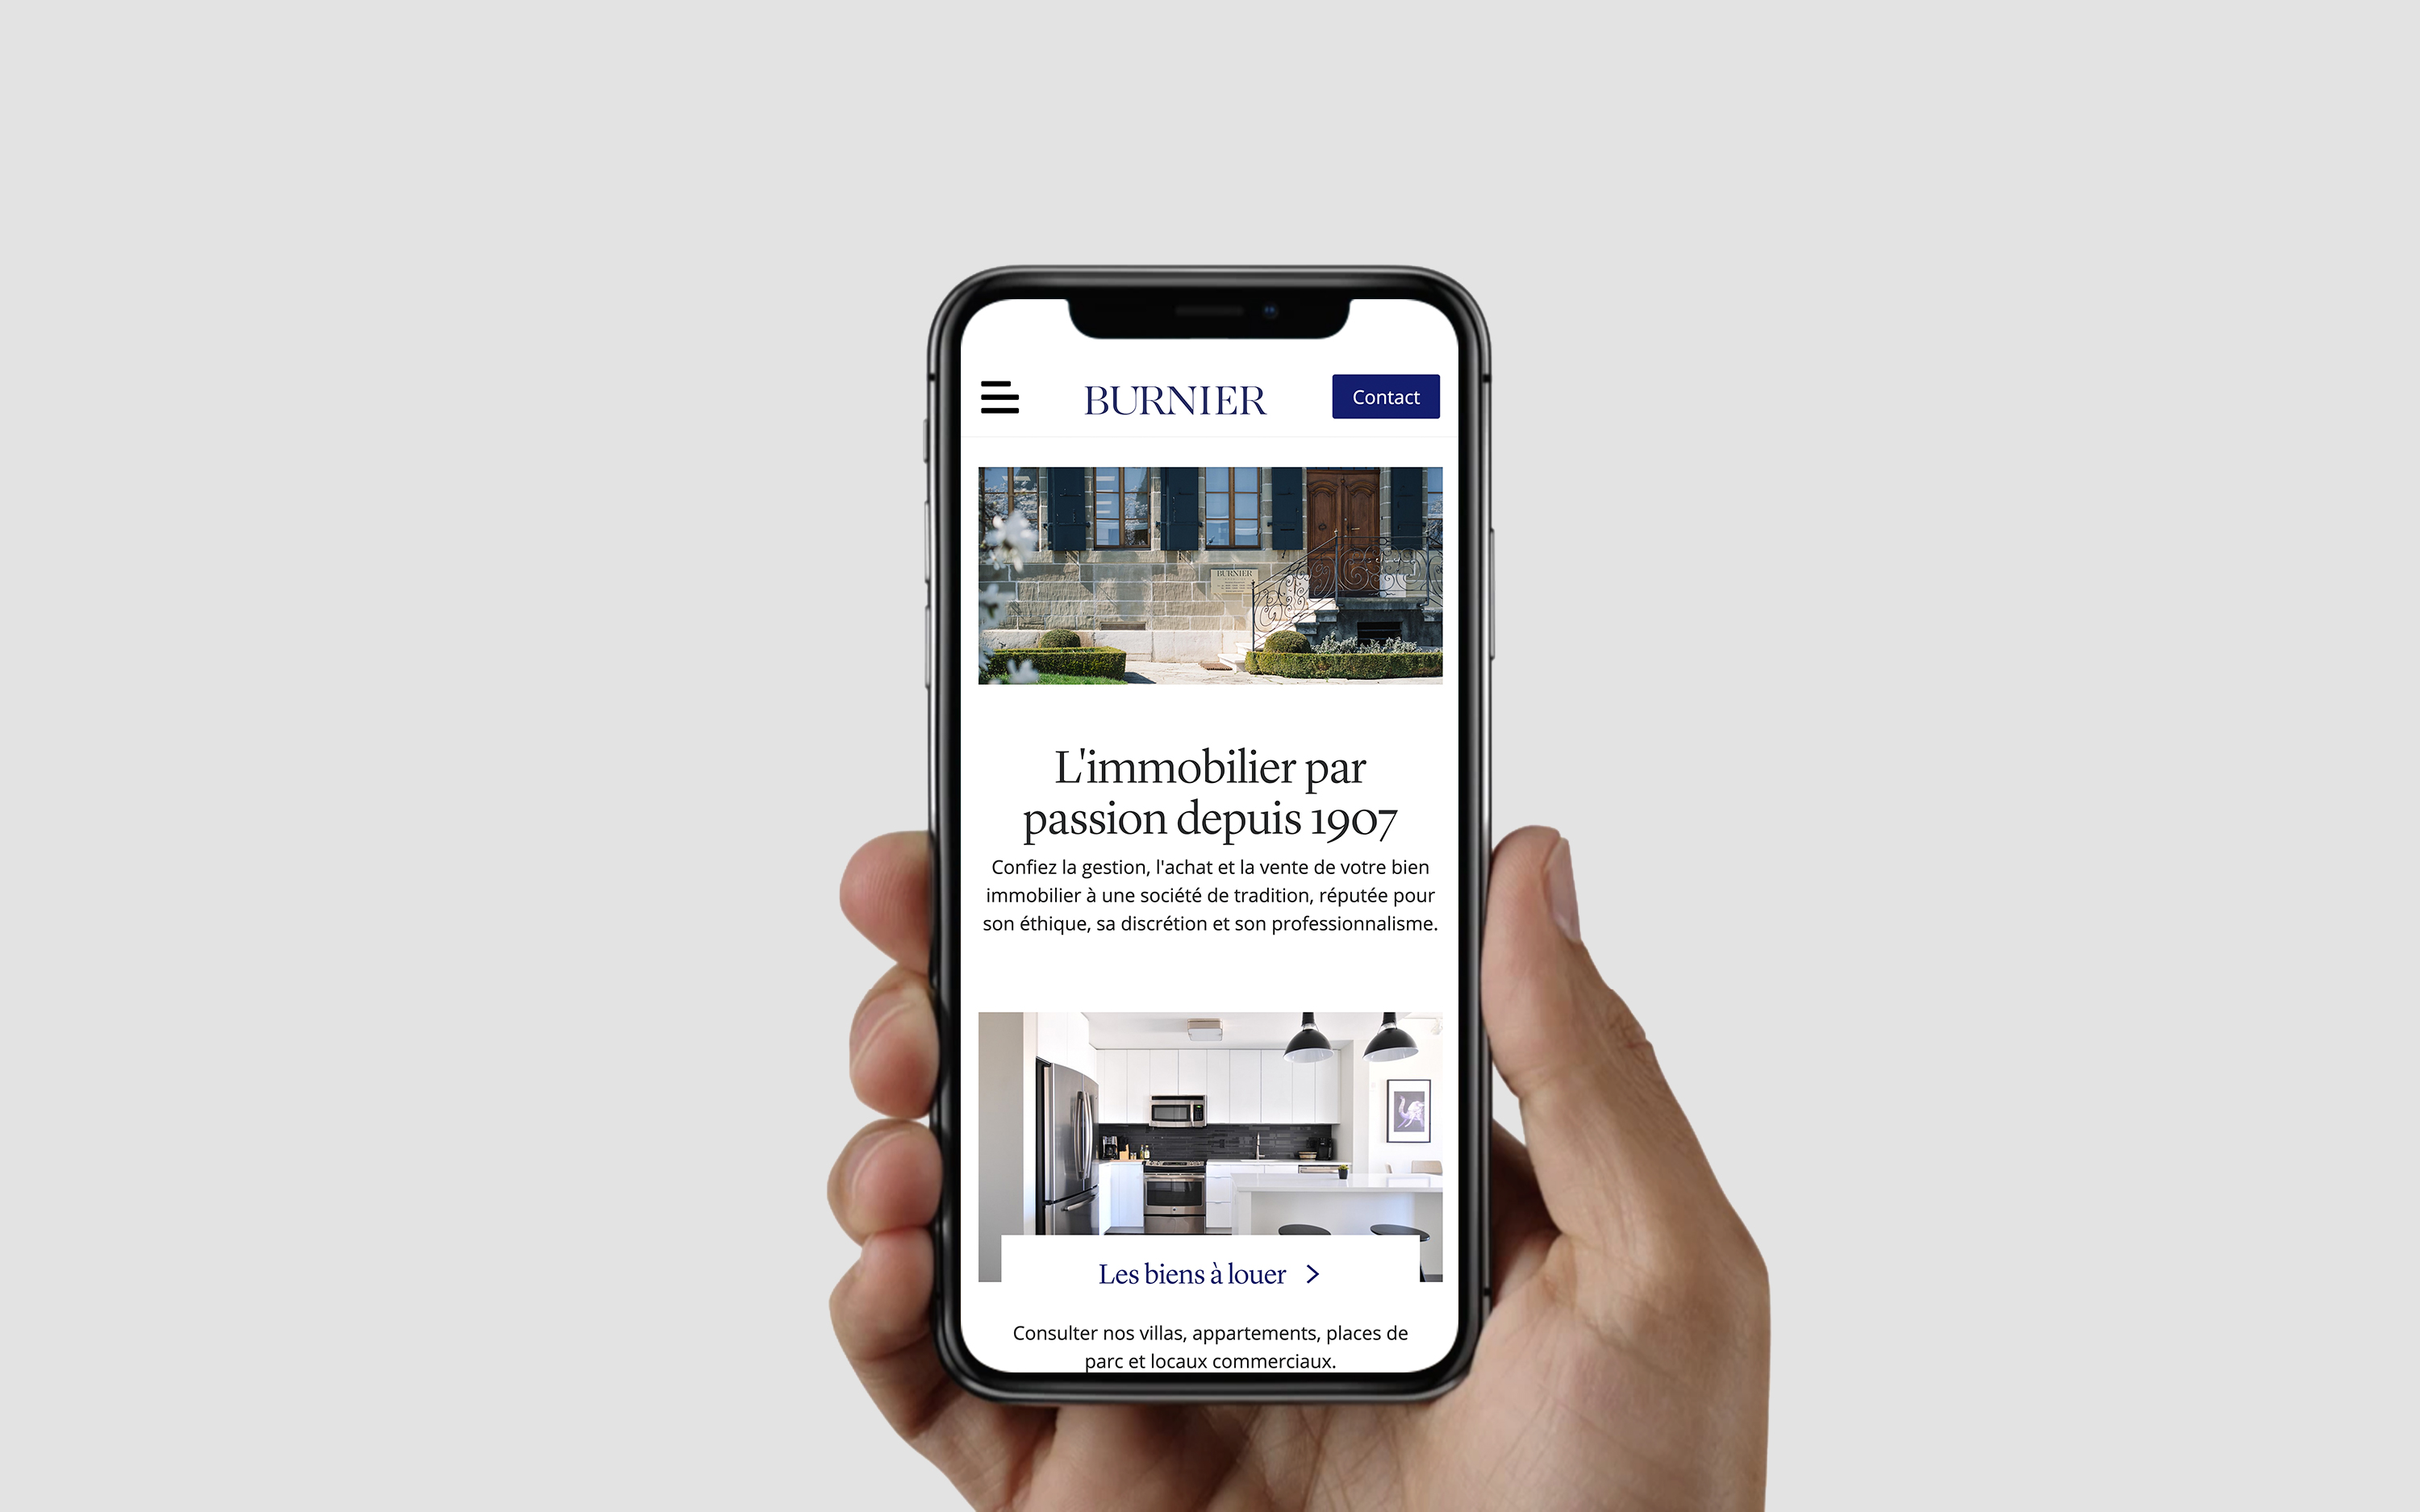 BURNIER
Contact
BURNIER
L'immobilier par
passion depuis 1907
Confiez la gestion, l'achat et la vente de votre bien
immobilier à une société de tradition, réputée pour
son éthique, sa discrétion et son professionnalisme.
Les biens à louer
Consulter nos villas, appartements, places de
parc et locaux commerciaux.